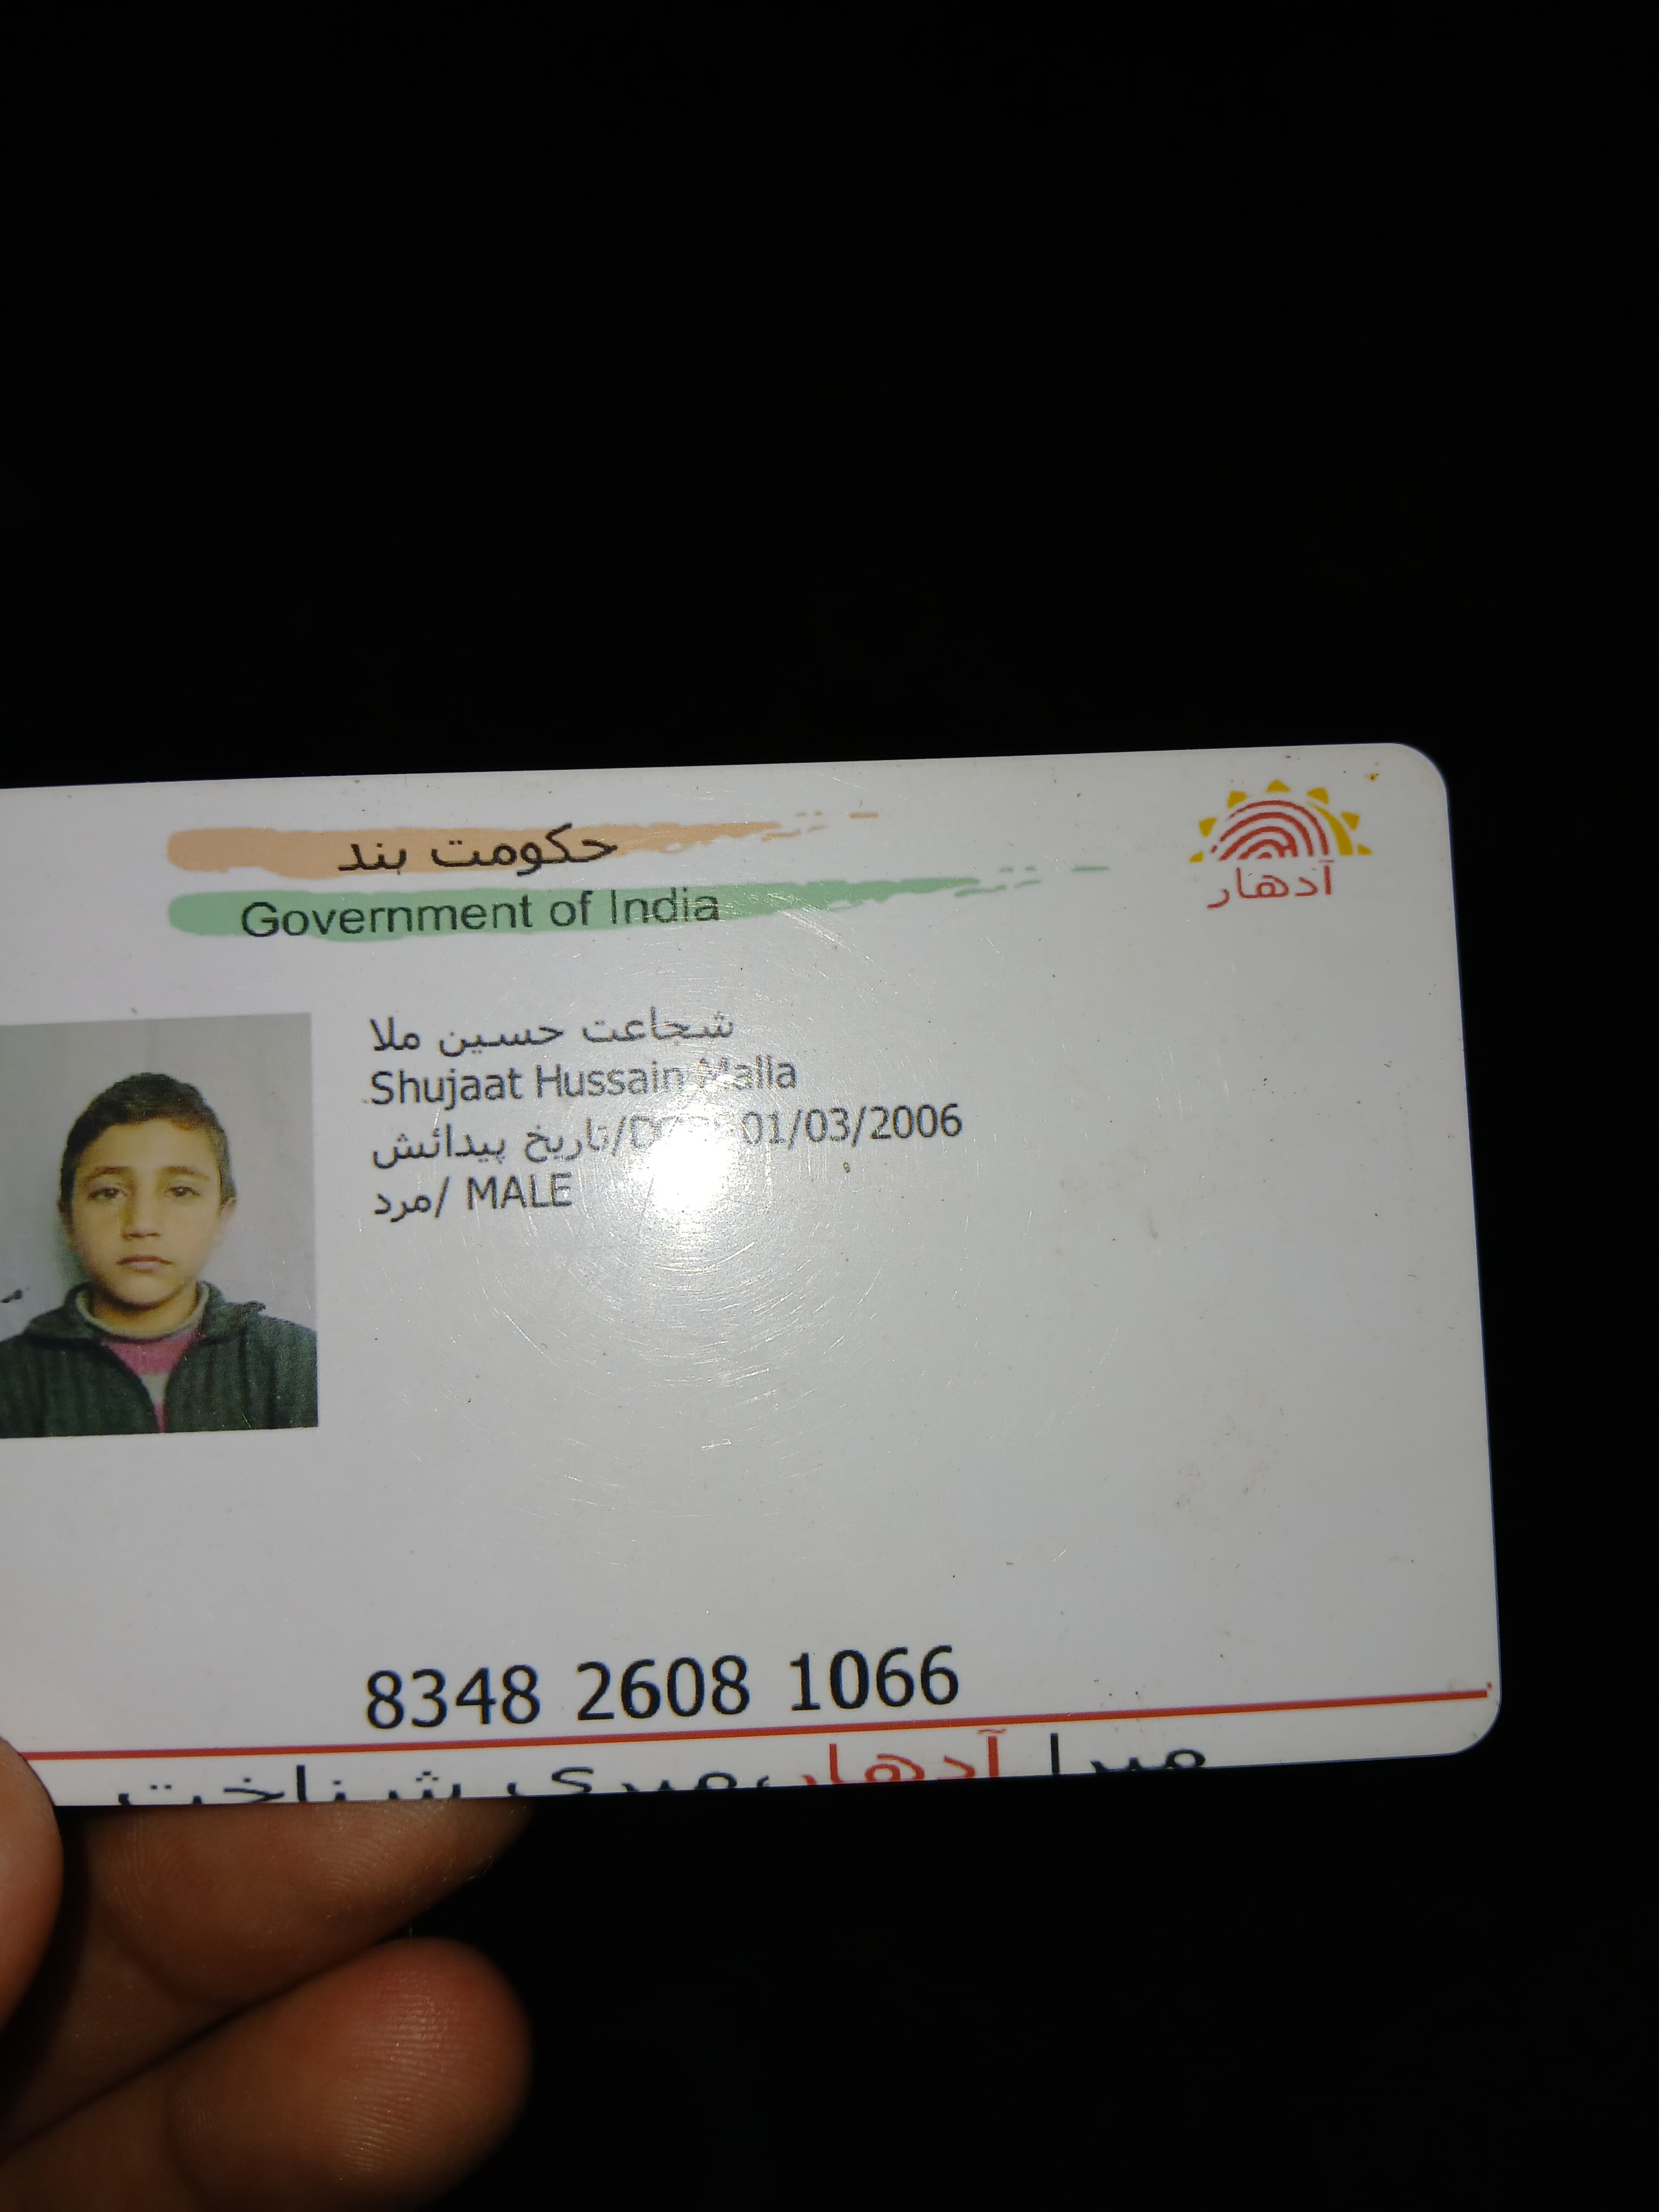 حکومت ہند
Government of India
آدھار
شجاعت حسین ملا
Shujaat Hussain Malla
تاریخ پیدائش/DOB: 01/03/2006
مرد/ MALE
8348 2608 1066
میرا آدھار، میری شناخت